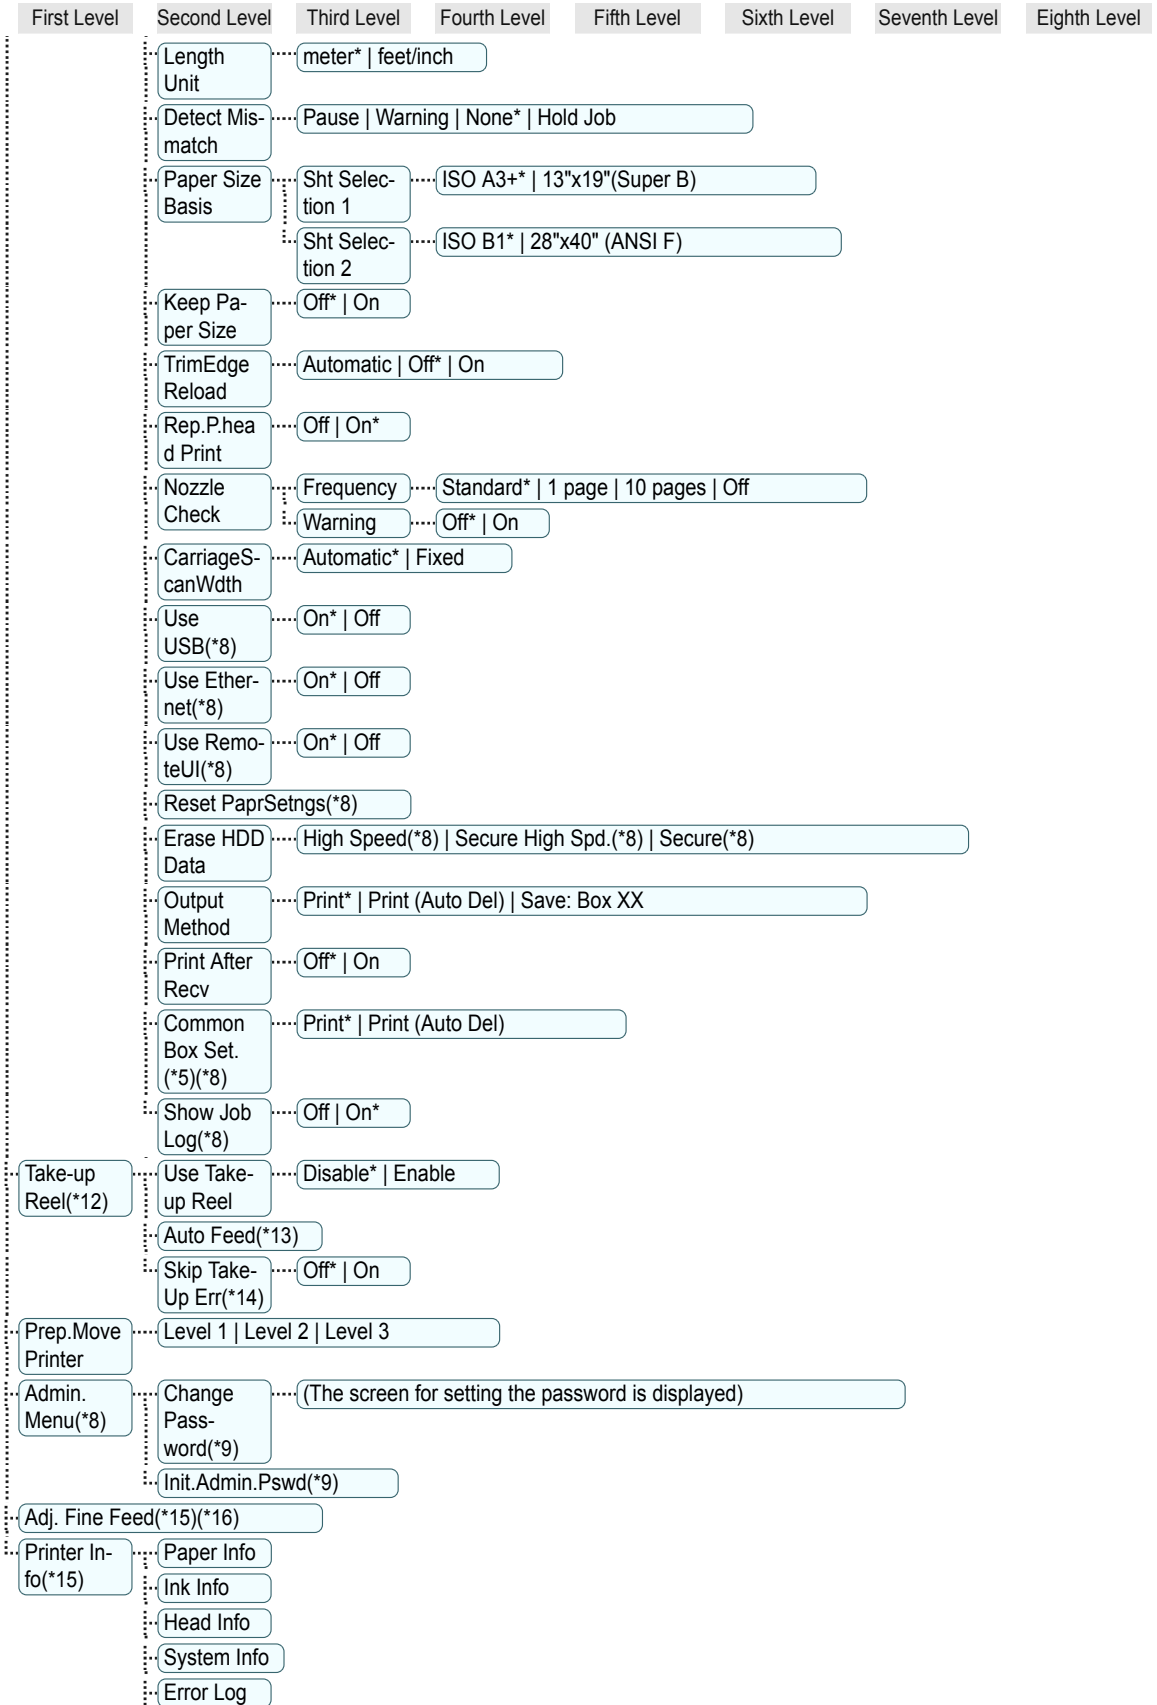 First Level Second Level Third Level Fourth Level Fifth Level Sixth Level Seventh Level Eighth Level
Length
Unit
meter* | feet/inch
Detect Mis-
match
Pause | Warning | None* | Hold Job
Paper Size
Basis
Sht Selec-
tion 1
ISO A3+* | 13"x19"(Super B)
Sht Selec-
tion 2
ISO B1* | 28"x40" (ANSI F)
Keep Pa-
per Size
Off* | On
TrimEdge
Reload
Automatic | Off* | On
Rep.P.hea
d Print
Off | On*
Nozzle
Check
Frequency
Standard* | 1 page | 10 pages | Off
Warning
Off* | On
CarriageS-
canWdth
Automatic* | Fixed
Use
USB(*8)
On* | Off
Use Ether-
net(*8)
On* | Off
Use Remo-
teUI(*8)
On* | Off
Reset PaprSetngs(*8)
Erase HDD
Data
High Speed(*8) | Secure High Spd.(*8) | Secure(*8)
Output
Method
Print* | Print (Auto Del) | Save: Box XX
Print After
Recv
Off* | On
Common
Box Set.
(*5)(*8)
Print* | Print (Auto Del)
Show Job
Log(*8)
Off | On*
Take-up
Reel(*12)
Use Take-
up Reel
Disable* | Enable
Auto Feed(*13)
Skip Take-
Up Err(*14)
Off* | On
Prep.Move
Printer
Level 1 | Level 2 | Level 3
Admin.
Menu(*8)
Change
Pass-
word(*9)
(The screen for setting the password is displayed)
Init.Admin.Pswd(*9)
Adj. Fine Feed(*15)(*16)
Printer In-
fo(*15)
Paper Info
Ink Info
Head Info
System Info
Error Log